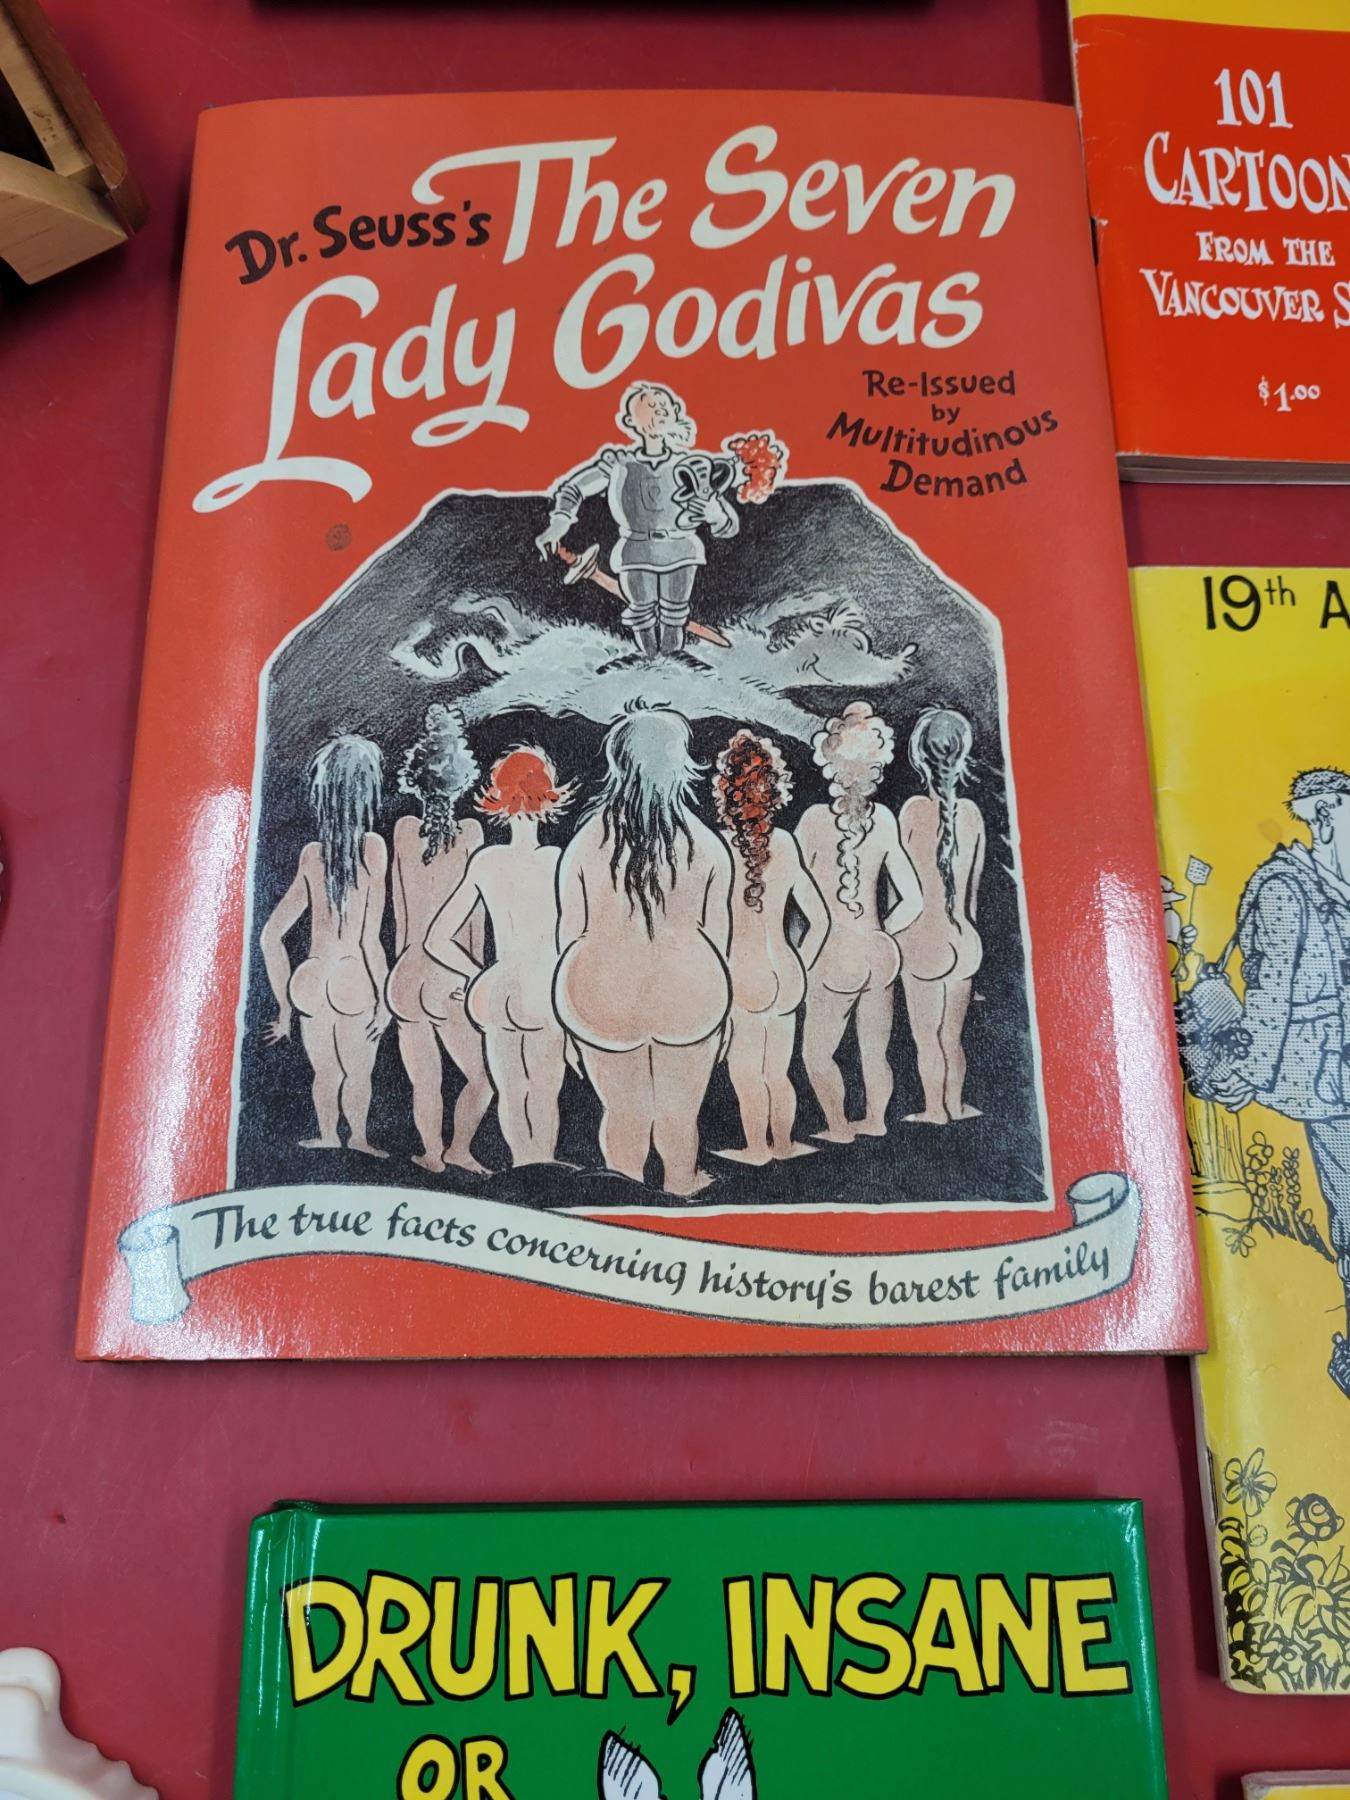 Dr. Seuss's The Seven
Lady Godivas
Re-Issued
by
Multitudinous
Demand
The true facts concerning history's barest family
101
CARTOON
FROM THE
VANCOUVER S
$1.00
19th A
DRUNK, INSANE
OR